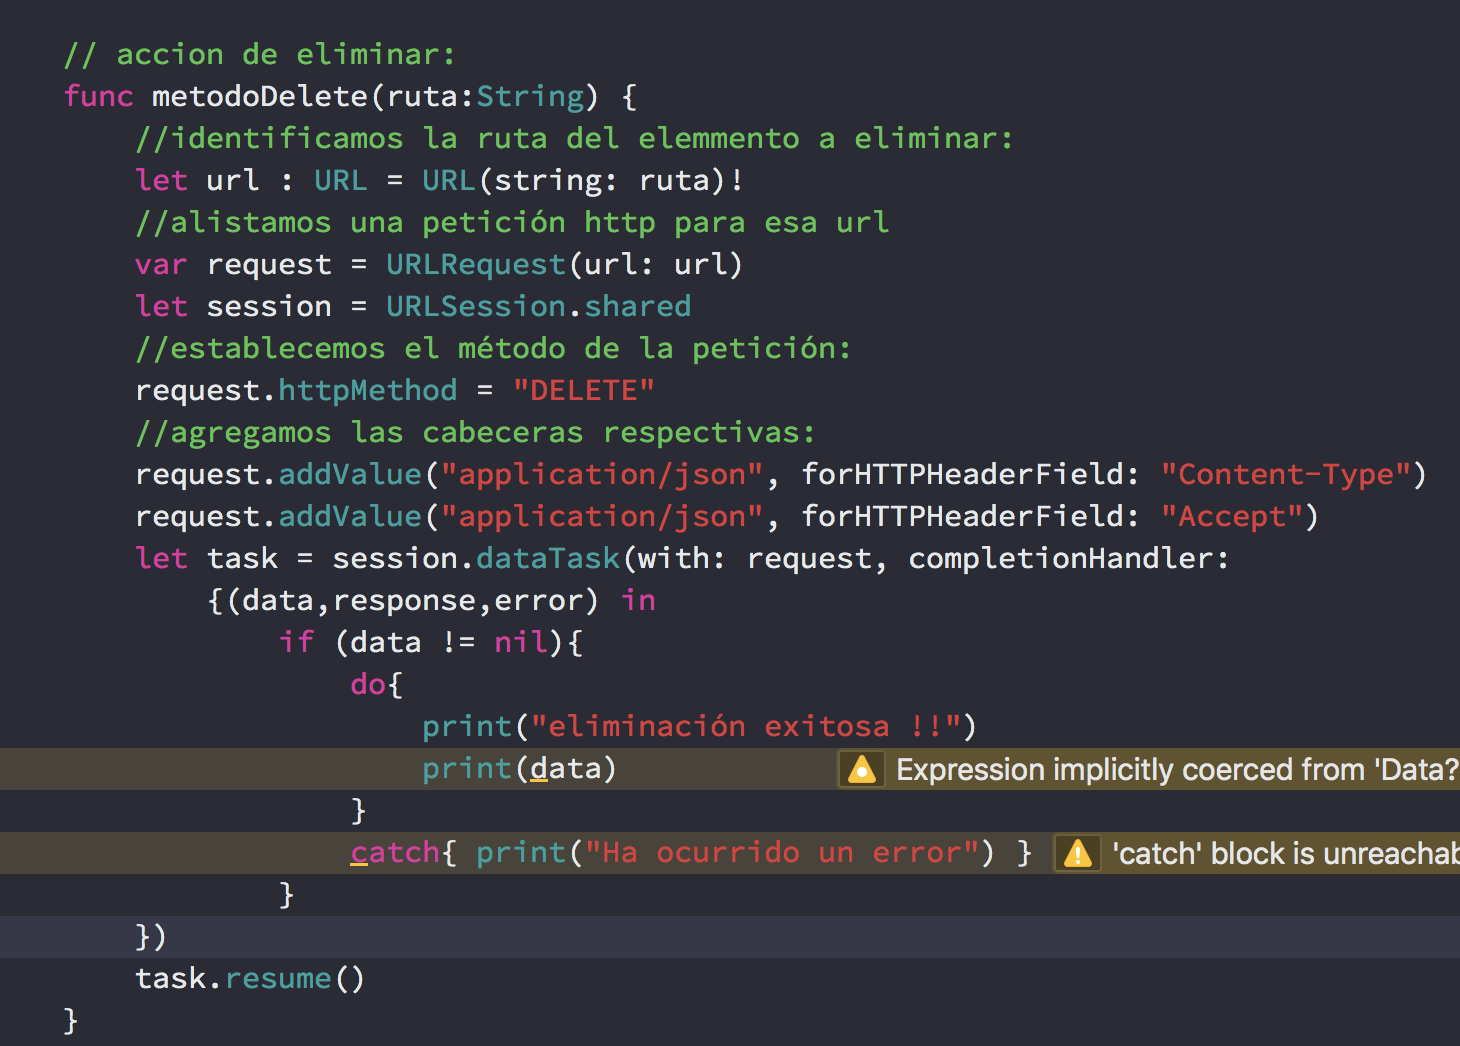 // accion de eliminar:
func metodoDelete(ruta:String) {
//identificamos la ruta del elemmento a eliminar:
let url : URL = URL(string: ruta)!
//alistamos una petición http para esa url
var request = URLRequest(url: url)
let session = URLSession.shared
//establecemos el método de la petición:
request.httpMethod = "DELETE"
//agregamos las cabeceras respectivas:
request.addValue("application/json", forHTTPHeaderField: "Content-Type")
request.addValue("application/json", forHTTPHeaderField: "Accept")
let task = session.dataTask(with: request, completionHandler:
{(data,response,error) in
if (data != nil){
do{
print("eliminación exitosa !!")
print(data) Expression implicitly coerced from 'Data?
}
catch{ print("Ha ocurrido un error") } 'catch' block is unreachab
}
})
task.resume()
}